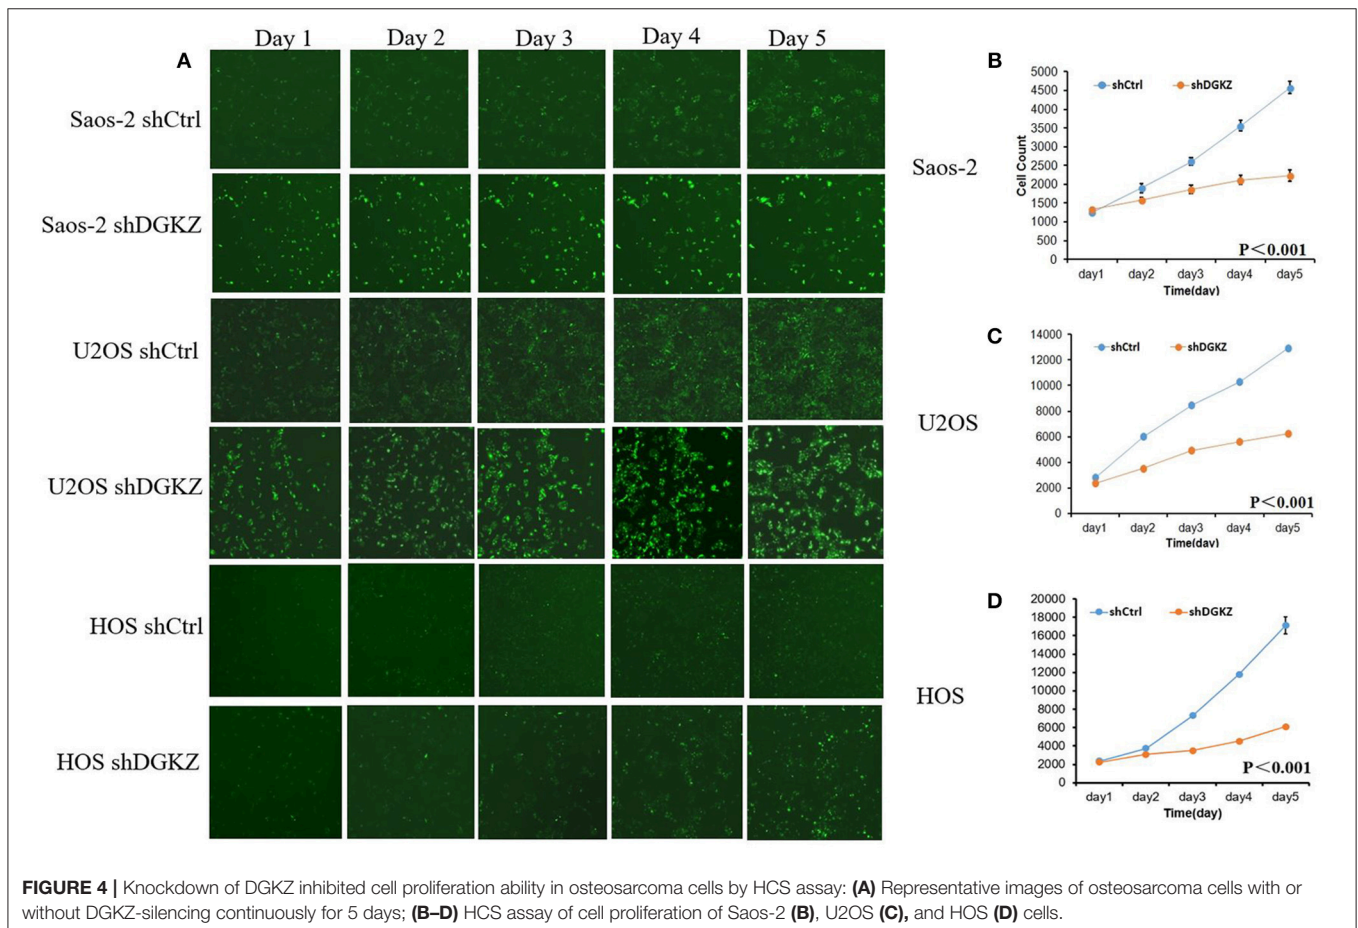 Day 1 Day 2 Day 3 Day 4 Day 5
A
Saos-2 shCtrl
Saos-2 shDGKZ
U2OS shCtrl
U2OS shDGKZ
HOS shCtrl
HOS shDGKZ
B
Saos-2
shCtrl shDGKZ
Cell Count
5000
4500
4000
3500
3000
2500
2000
1500
1000
500
0
P<0.001
day1 day2 day3 day4 day5
Time(day)
C
U2OS
shCtrl shDGKZ
14000
12000
10000
8000
6000
4000
2000
0
P<0.001
day1 day2 day3 day4 day5
Time(day)
D
HOS
shCtrl shDGKZ
20000
18000
16000
14000
12000
10000
8000
6000
4000
2000
0
P<0.001
day1 day2 day3 day4 day5
Time(day)
FIGURE 4 | Knockdown of DGKZ inhibited cell proliferation ability in osteosarcoma cells by HCS assay: (A) Representative images of osteosarcoma cells with or
without DGKZ-silencing continuously for 5 days; (B–D) HCS assay of cell proliferation of Saos-2 (B), U2OS (C), and HOS (D) cells.